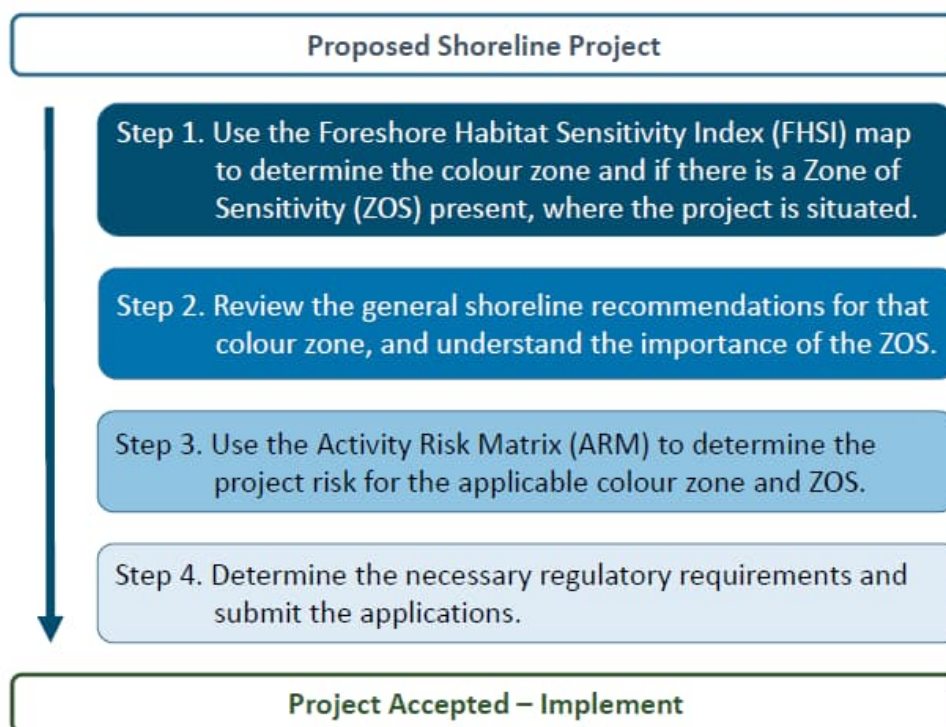 Proposed Shoreline Project
Step 1. Use the Foreshore Habitat Sensitivity Index (FHSI) map
to determine the colour zone and if there is a Zone of
Sensitivity (ZOS) present, where the project is situated.
Step 2. Review the general shoreline recommendations for that
colour zone, and understand the importance of the ZOS.
Step 3. Use the Activity Risk Matrix (ARM) to determine the
project risk for the applicable colour zone and ZOS.
Step 4. Determine the necessary regulatory requirements and
submit the applications.
Project Accepted – Implement